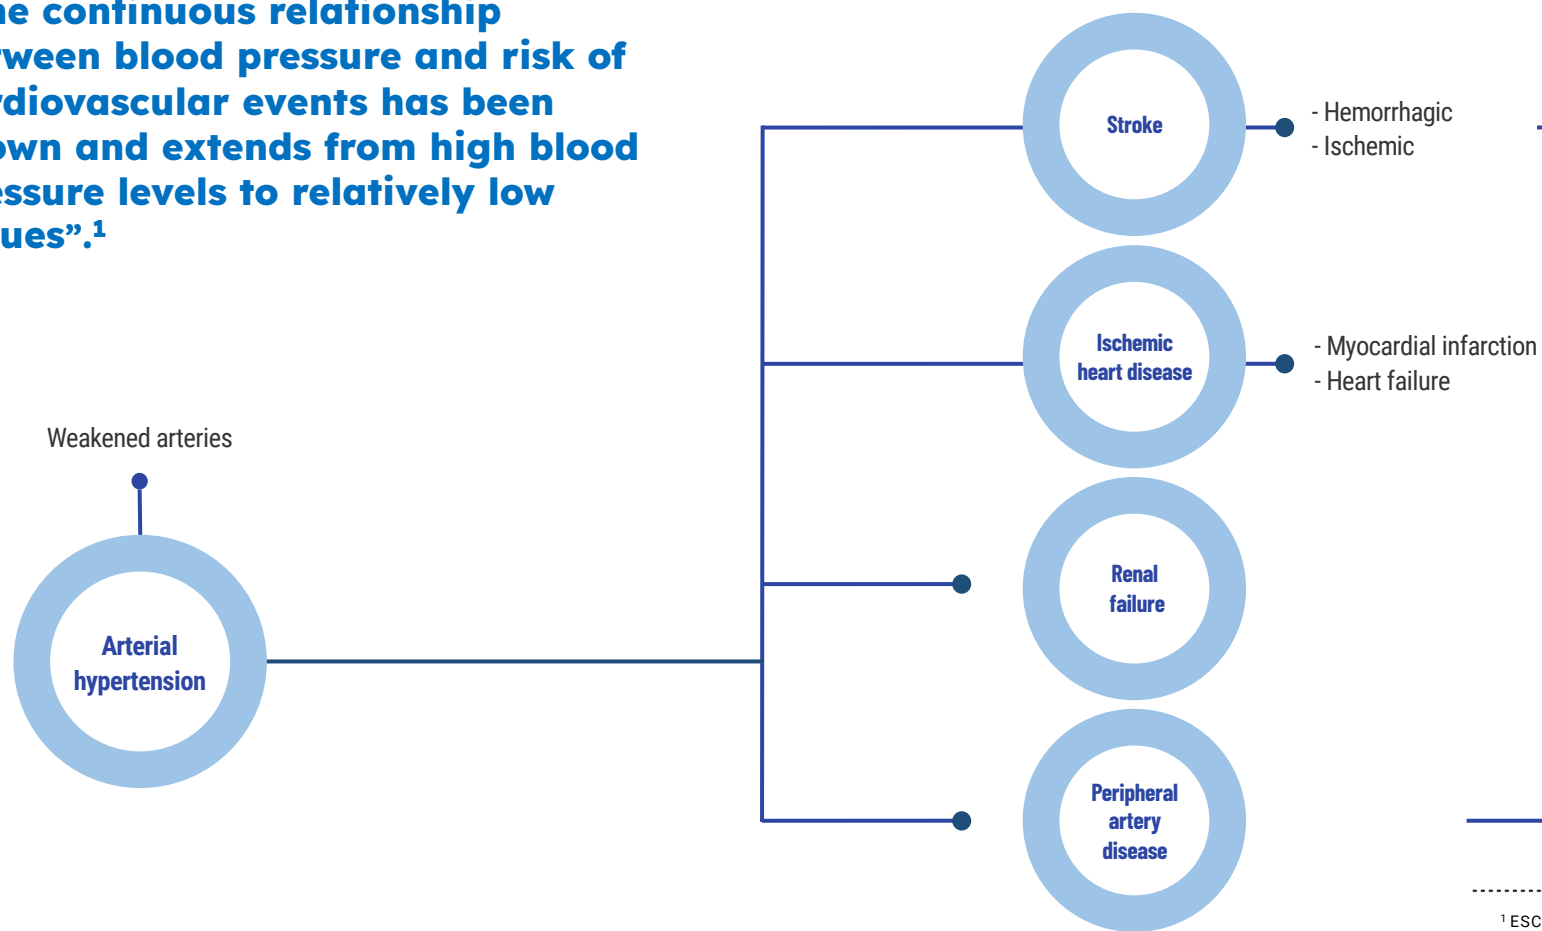 ne continuous relationship
tween blood pressure and risk of
rdiovascular events has been
own and extends from high blood
essure levels to relatively low
ues”.¹
Stroke
- Hemorrhagic
- Ischemic
Ischemic
heart disease
- Myocardial infarction
- Heart failure
Weakened arteries
Arterial
hypertension
Renal
failure
Peripheral
artery
disease
¹ ESC